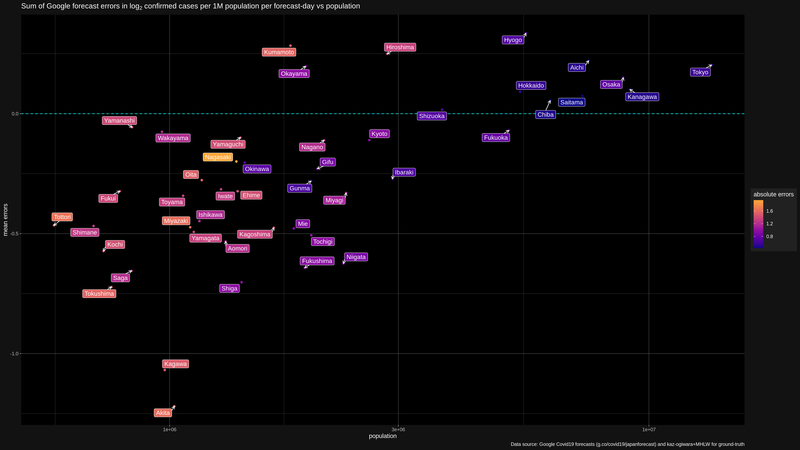 Sum of Google forecast errors in log2 confirmed cases per 1M population per forecast-day vs population
Hyogo
Hiroshima
Kumamoto
Aichi
Tokyo
Okayama
Hokkaido
Osaka
Kanagawa
Saitama
0.0
Chiba
Shizuoka
Yamanashi
Wakayama
Kyoto
Fukuoka
Yamaguchi
Nagano
Nagasaki
Gifu
Okinawa
Oita
Ibaraki
Gunma
absolute errors
1.6
1.2
0.8
Fukui
Toyama
Iwate
Ehime
Miyagi
mean errors
Tottori
Miyazaki
Ishikawa
Mie
Shimane
-0.5
Yamagata
Kagoshima
Kochi
Aomori
Tochigi
Fukushima
Niigata
Saga
Tokushima
Shiga
-1.0
Kagawa
Akita
1e+06
3e+06
1e+07
population
Data source: Google Covid19 forecasts (g.co/covid19/japanforecast) and kaz-ogiwara+MHLW for ground-truth